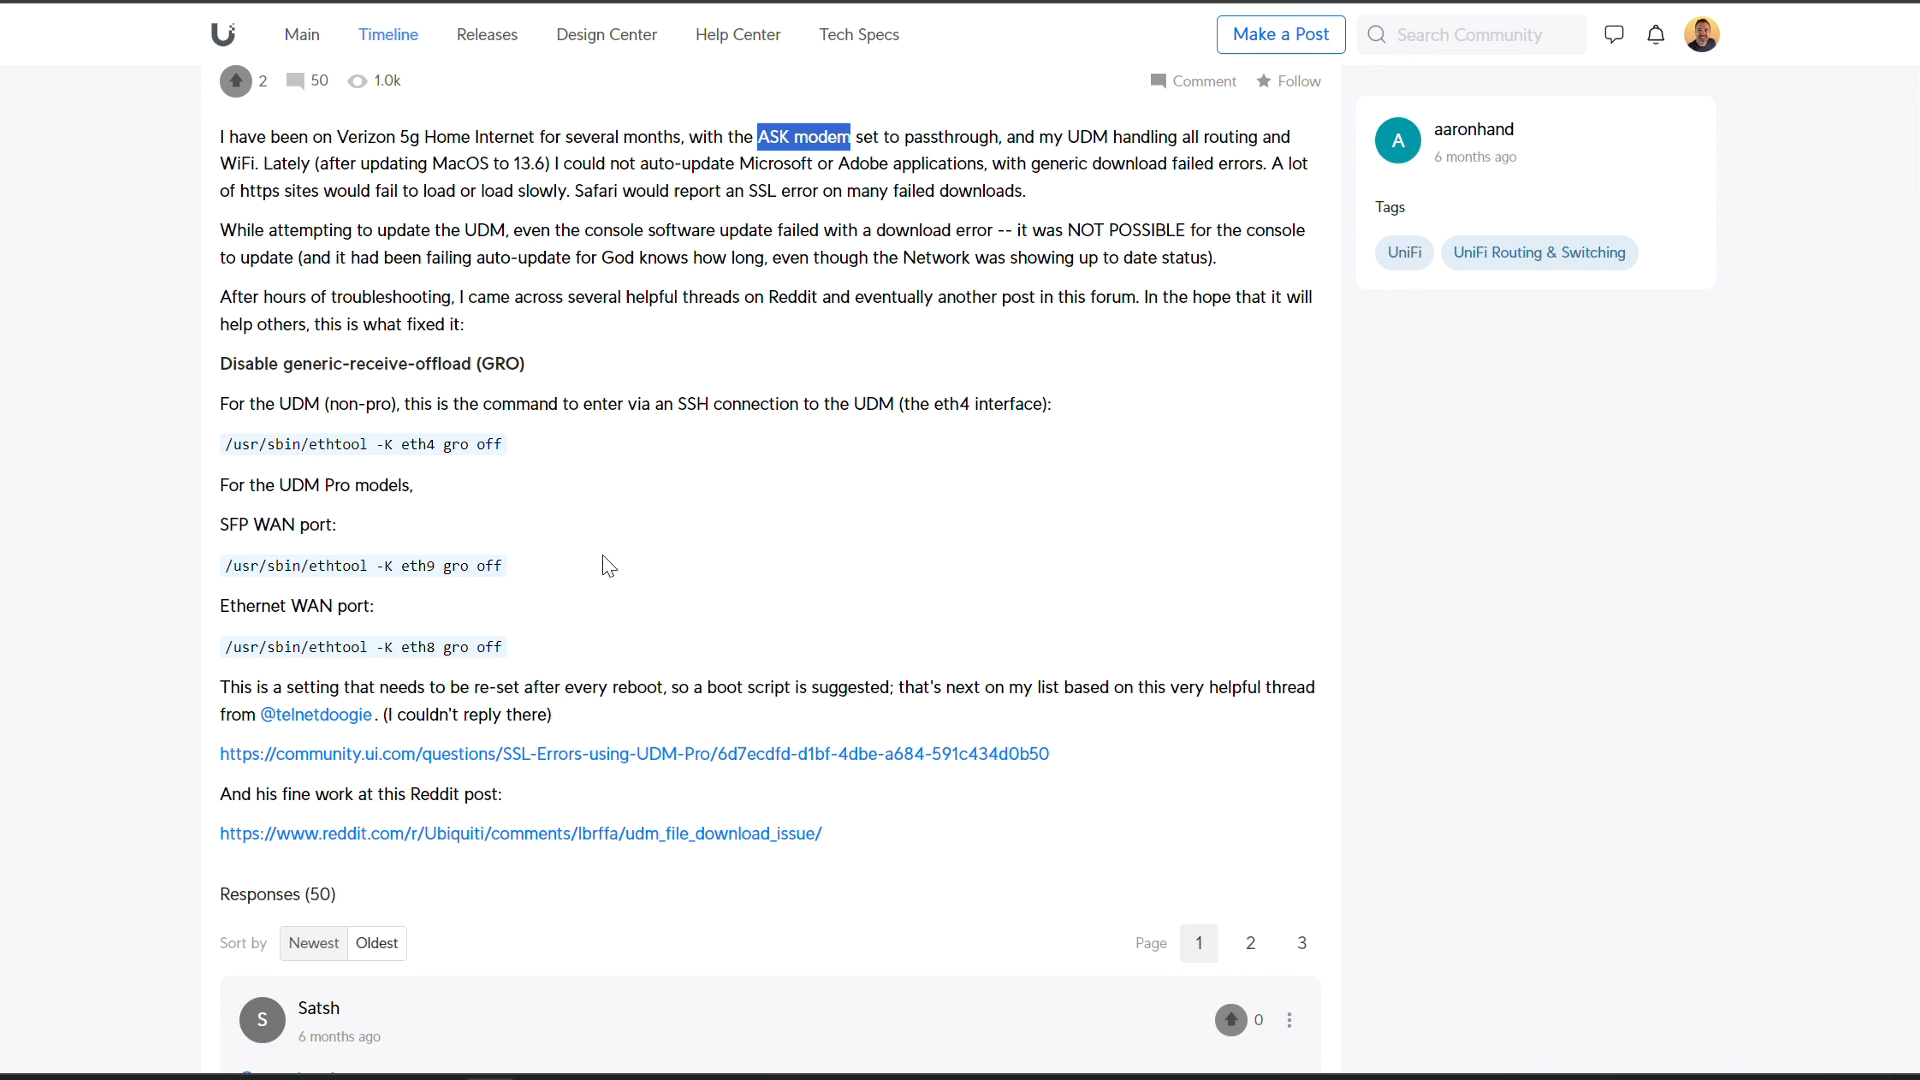 Main Timeline Releases Design Center Help Center Tech Specs Make a Post Search Community
2 50 1.0k Comment Follow
I have been on Verizon 5g Home Internet for several months, with the ASK modem set to passthrough, and my UDM handling all routing and
WiFi. Lately (after updating MacOS to 13.6) I could not auto-update Microsoft or Adobe applications, with generic download failed errors. A lot
of https sites would fail to load or load slowly. Safari would report an SSL error on many failed downloads.
While attempting to update the UDM, even the console software update failed with a download error -- it was NOT POSSIBLE for the console
to update (and it had been failing auto-update for God knows how long, even though the Network was showing up to date status).
After hours of troubleshooting, I came across several helpful threads on Reddit and eventually another post in this forum. In the hope that it will
help others, this is what fixed it:
Disable generic-receive-offload (GRO)
For the UDM (non-pro), this is the command to enter via an SSH connection to the UDM (the eth4 interface):
/usr/sbin/ethtool -K eth4 gro off
For the UDM Pro models,
SFP WAN port:
/usr/sbin/ethtool -K eth9 gro off
Ethernet WAN port:
/usr/sbin/ethtool -K eth8 gro off
This is a setting that needs to be re-set after every reboot, so a boot script is suggested; that's next on my list based on this very helpful thread
from @telnetdoogie. (I couldn't reply there)
https://community.ui.com/questions/SSL-Errors-using-UDM-Pro/6d7ecdfd-d1bf-4dbe-a684-591c434d0b50
And his fine work at this Reddit post:
https://www.reddit.com/r/Ubiquiti/comments/lbrffa/udm_file_download_issue/
Responses (50)
Sort by Newest Oldest Page 1 2 3
S Satsh
6 months ago
0
A aaronhand
6 months ago
Tags
UniFi UniFi Routing & Switching